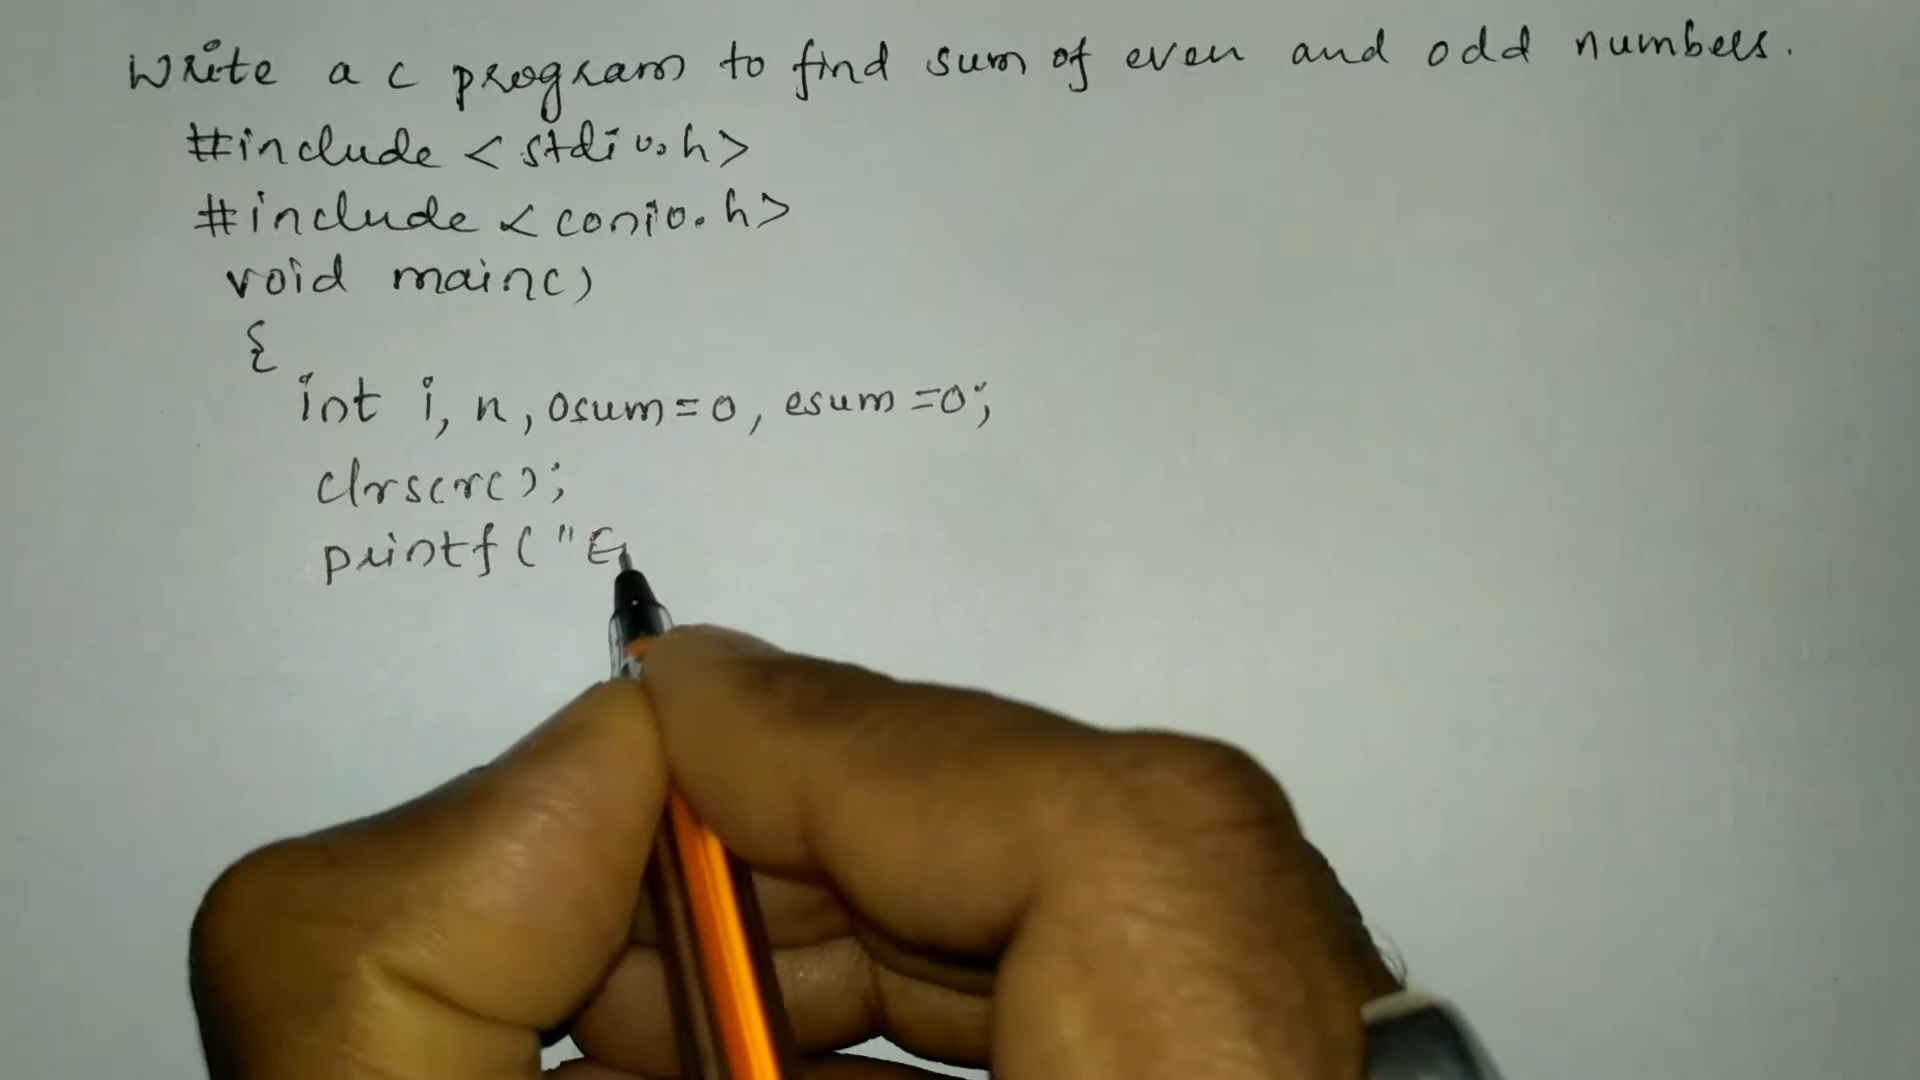 Write a c program to find sum of even and odd numbers.
#include <stdio.h>
#include <conio.h>
void main()
{
int i, n, osum=0, esum=0;
clrscr();
printf("E